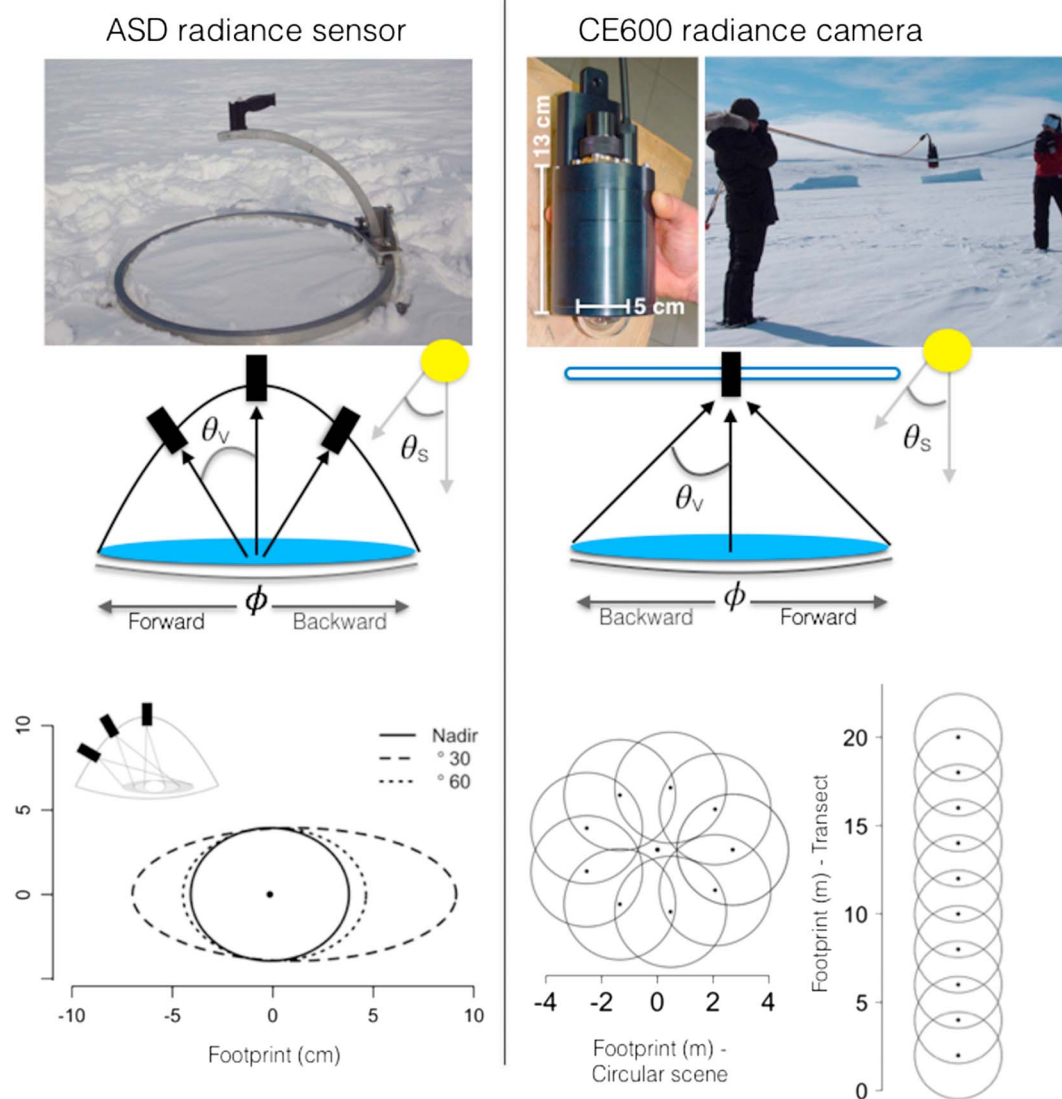 ASD radiance sensor
CE600 radiance camera
13 cm
5 cm
θV
θS
ϕ
Forward
Backward
θV
θS
ϕ
Backward
Forward
Nadir
° 30
° 60
10
5
0
-10
-5
0
5
10
Footprint (cm)
-4
-2
0
2
4
Footprint (m) -
Circular scene
Footprint (m) - Transect
20
15
10
5
0